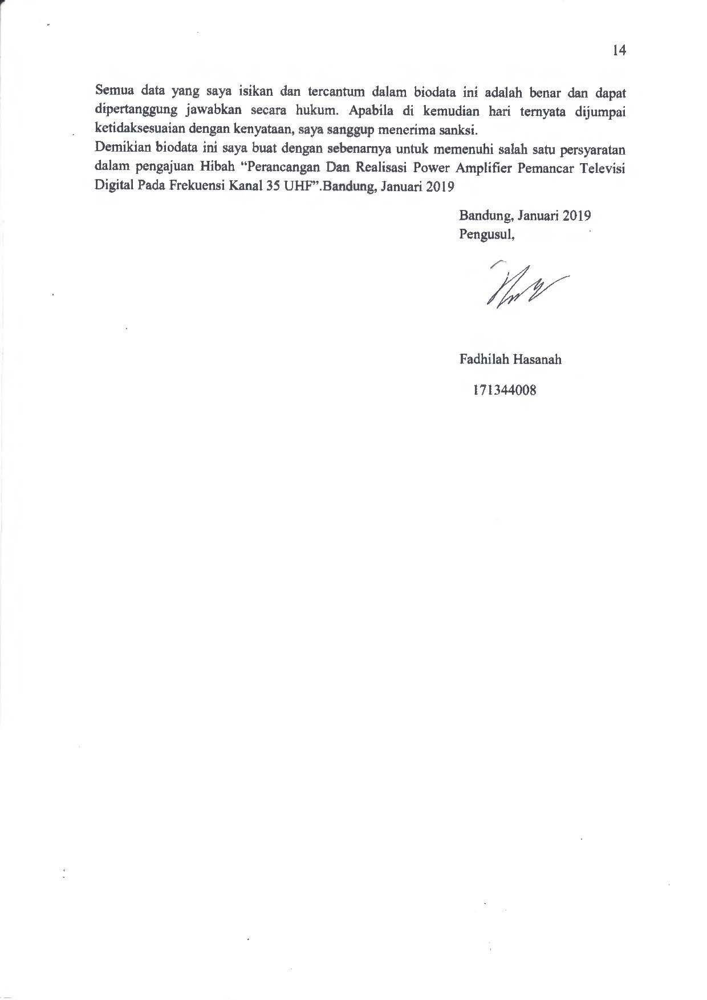 14
Semua data yang saya isikan dan tercantum dalam biodata ini adalah benar dan dapat
dipertanggung jawabkan secara hukum. Apabila di kemudian hari ternyata dijumpai
ketidaksesuaian dengan kenyataan, saya sanggup menerima sanksi.
Demikian biodata ini saya buat dengan sebenarnya untuk memenuhi salah satu persyaratan
dalam pengajuan Hibah “Perancangan Dan Realisasi Power Amplifier Pemancar Televisi
Digital Pada Frekuensi Kanal 35 UHF”.Bandung, Januari 2019
Bandung, Januari 2019
Pengusul,
Fadhilah Hasanah
171344008